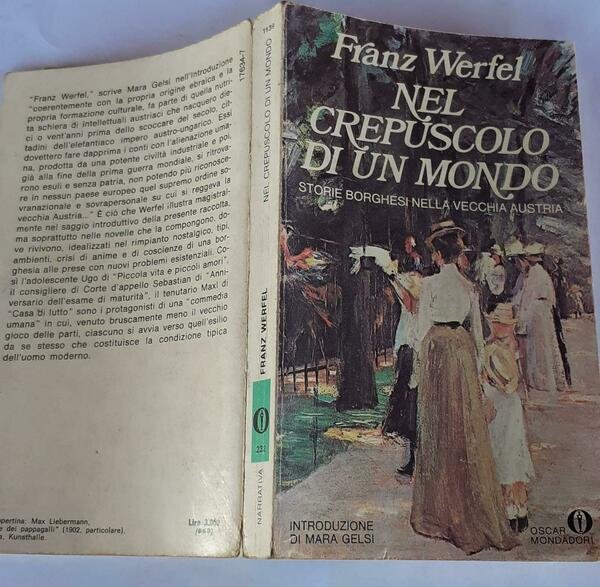 "Franz Werfel," scrive Mara Gelsi nell'Introduzione
"coerentemente con la propria origine ebraica e la
propria formazione culturale, fa parte di quella nutri-
ta schiera di intellettuali austriaci che nacquero die-
ci o vent'anni prima dello scoccare del secolo, cit-
tadini dell'elefantiaco impero austro-ungarico. Essi
dovettero fare dapprima i conti con l'alienazione uma-
na, prodotta da una potente civiltà industriale e poi,
già alla fine della prima guerra mondiale, si ritrova-
rono esuli e senza patria, non potendo più riconosce-
re in nessun paese europeo quel supremo ordine so-
vranazionale e sovrapersonale su cui si reggeva la
vecchia Austria..." È ciò che Werfel illustra magistral-
mente nel saggio introduttivo della presente raccolta,
ma soprattutto nelle novelle che la compongono, do-
ve rivivono, idealizzati nel rimpianto nostalgico, tipi,
ambienti, crisi di anime e di coscienze di una bor-
ghesia alle prese con nuovi problemi esistenziali. Co-
sì l'adolescente Ugo di "Piccola vita e piccoli amori",
il consigliere di Corte d'appello Sebastian di "Anni-
versario dell'esame di maturità", il tenutario Maxl di
"Casa di lutto" sono i protagonisti di una "commedia
umana" in cui, venuto bruscamente meno il vecchio
gioco delle parti, ciascuno si avvia verso quell'esilio
da se stesso che costituisce la condizione tipica
dell'uomo moderno.
opertina: Max Liebermann,
e dei pappagalli" (1902, particolare),
a, Kunsthalle.
Lire 3.000
17634-7
1139
NEL CREPUSCOLO DI UN MONDO
FRANZ WERFEL
NARRATIVA
Franz Werfel
NEL
CREPUSCOLO
DI UN MONDO
STORIE BORGHESI NELLA VECCHIA AUSTRIA
INTRODUZIONE
DI MARA GELSI
OSCAR
MONDADORI